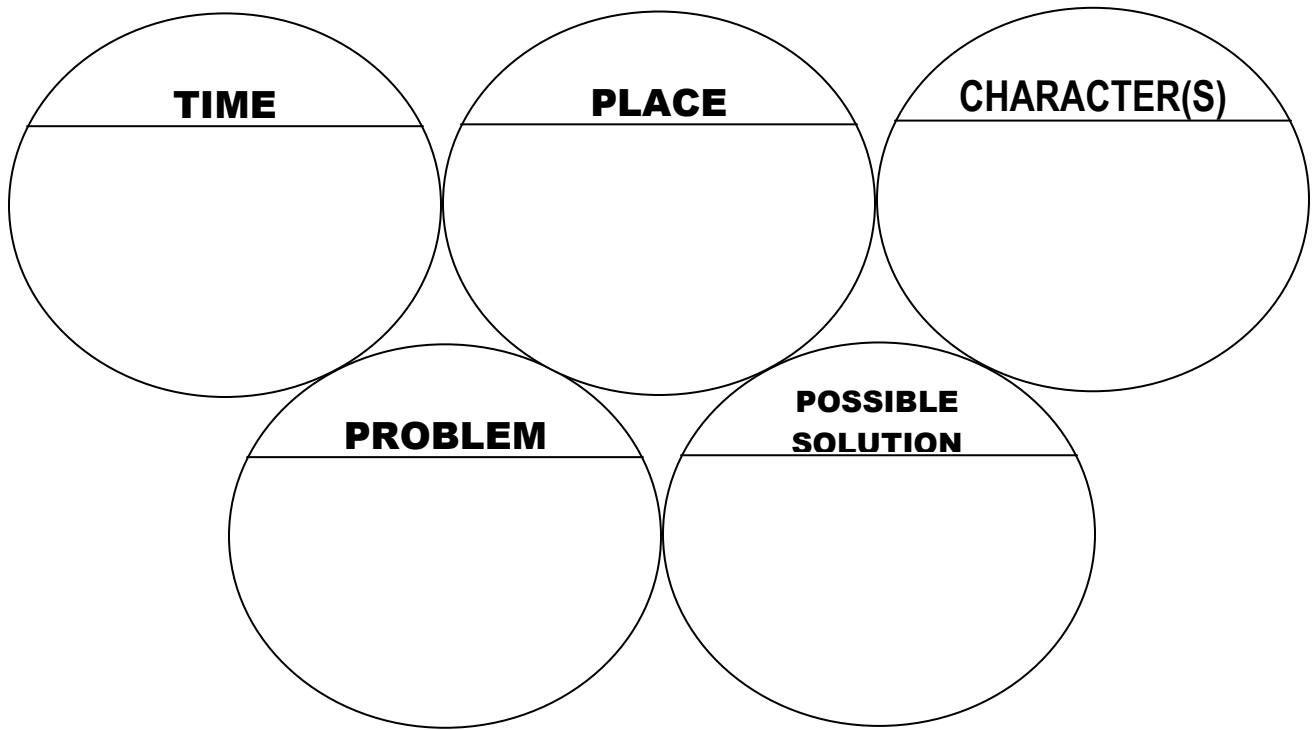 TIME
PLACE
CHARACTER(S)
PROBLEM
POSSIBLE
SOLUTION